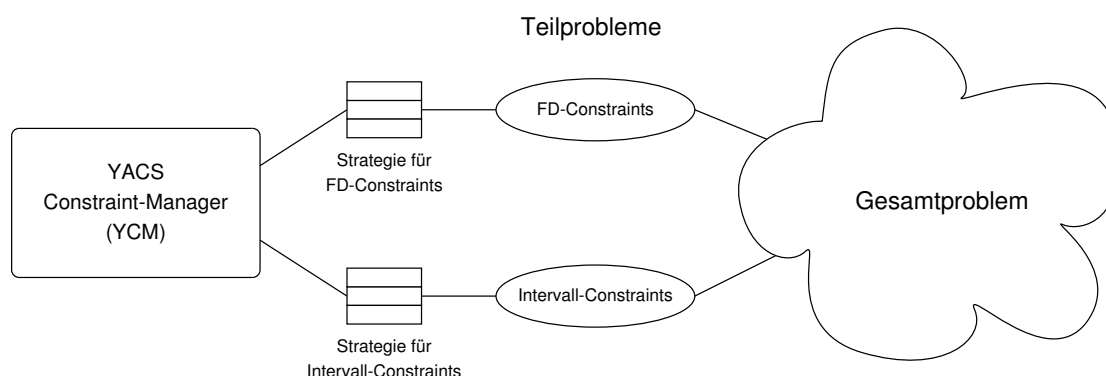 Teilprobleme
FD-Constraints
Strategie für
FD-Constraints
YACS
Constraint-Manager
(YCM)
Gesamtproblem
Intervall-Constraints
Strategie für
Intervall-Constraints